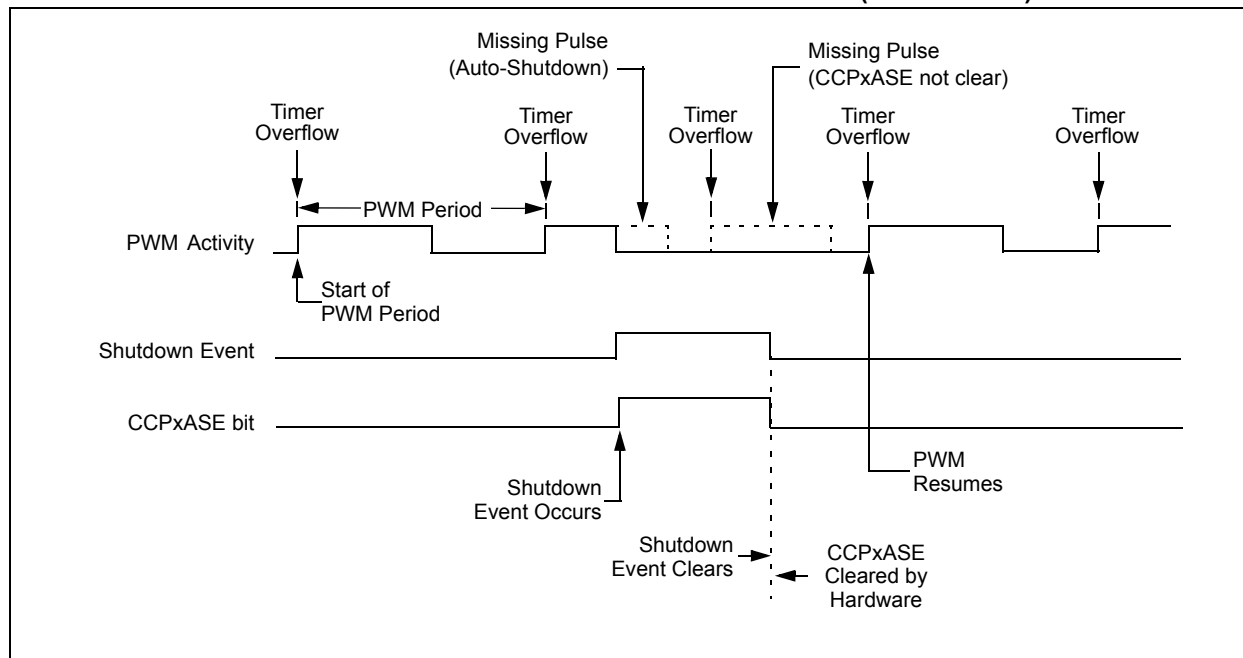 Missing Pulse
(Auto-Shutdown)
Missing Pulse
(CCPxASE not clear)
Timer
Overflow
Timer
Overflow
Timer
Overflow
Timer
Overflow
Timer
Overflow
PWM Period
PWM Activity
Start of
PWM Period
Shutdown Event
CCPxASE bit
Shutdown
Event Occurs
PWM
Resumes
Shutdown
Event Clears
CCPxASE
Cleared by
Hardware